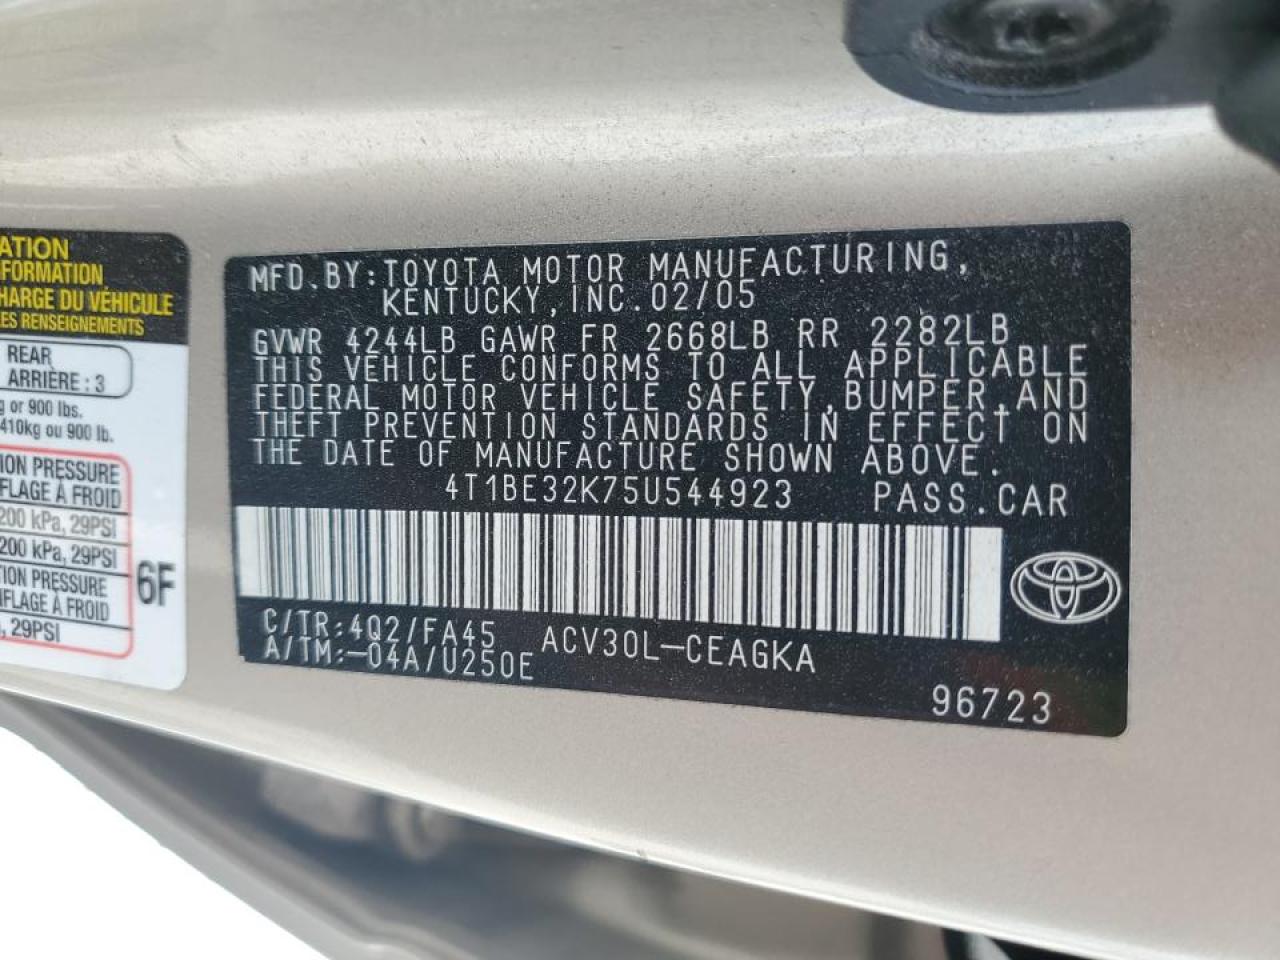 ATION
FORMATION
HARGE DU VÉHICULE
LES RENSEIGNEMENTS
REAR
ARRIÈRE : 3
g or 900 lbs.
410kg ou 900 lb.
ION PRESSURE
FLAGE À FROID
200 kPa, 29PSI
200 kPa, 29PSI
ION PRESSURE
FLAGE À FROID
, 29PSI
6F
MFD.BY:TOYOTA MOTOR MANUFACTURING,
KENTUCKY,INC.02/05
GVWR 4244LB GAWR FR 2668LB RR 2282LB
THIS VEHICLE CONFORMS TO ALL APPLICABLE
FEDERAL MOTOR VEHICLE SAFETY,BUMPER,AND
THEFT PREVENTION STANDARDS IN EFFECT ON
THE DATE OF MANUFACTURE SHOWN ABOVE.
4T1BE32K75U544923 PASS.CAR
C/TR:4Q2/FA45 ACV30L-CEAGKA
A/TM:-04A/U250E
96723